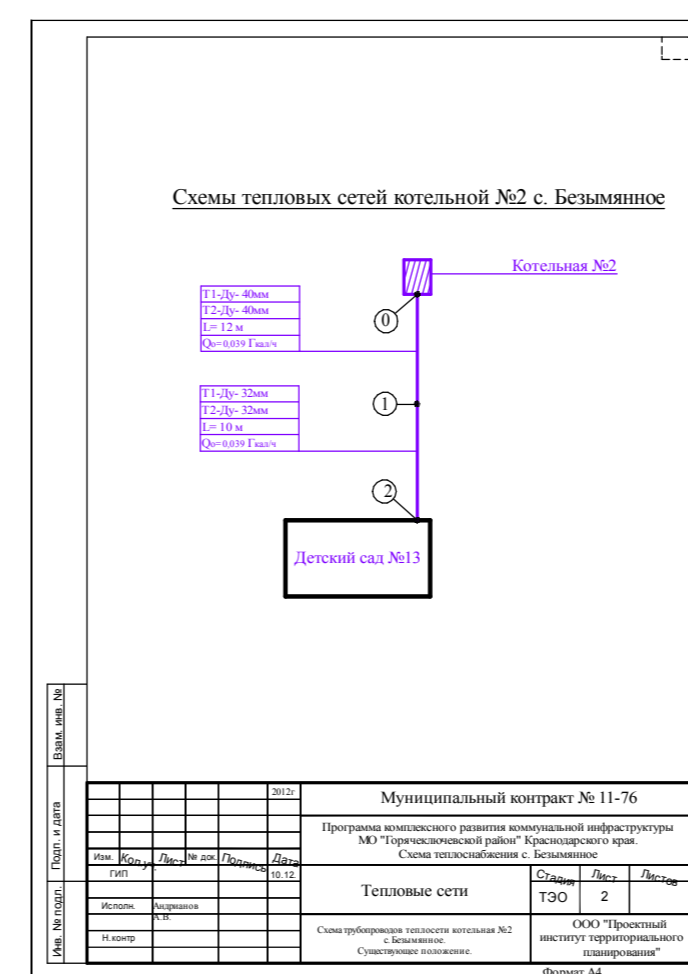 Схемы тепловых сетей котельной №2 с. Безымянное
Котельная №2
Т1-Ду- 40мм
Т2-Ду- 40мм
L= 12 м
Qо=0,039 Гкал/ч
0
Т1-Ду- 32мм
Т2-Ду- 32мм
L= 10 м
Qо=0,039 Гкал/ч
1
2
Детский сад №13
Взам. инв. №
Подп. и дата
Инв. № подл.
2012г
Муниципальный контракт № 11-76
Программа комплексного развития коммунальной инфраструктуры
МО "Горячеключевской район" Краснодарского края.
Схема теплоснабжения с. Безымянное
Изм. Кол.уч. Лист № док. Подпись Дата
ГИП 10.12.
Тепловые сети
Стадия Лист Листов
ТЭО 2
Исполн. Андрианов
А.В.
Н.контр
Схема трубопроводов теплосети котельная №2
с. Безымянное.
Существующее положение.
ООО "Проектный
институт территориального
планирования"
Формат А4